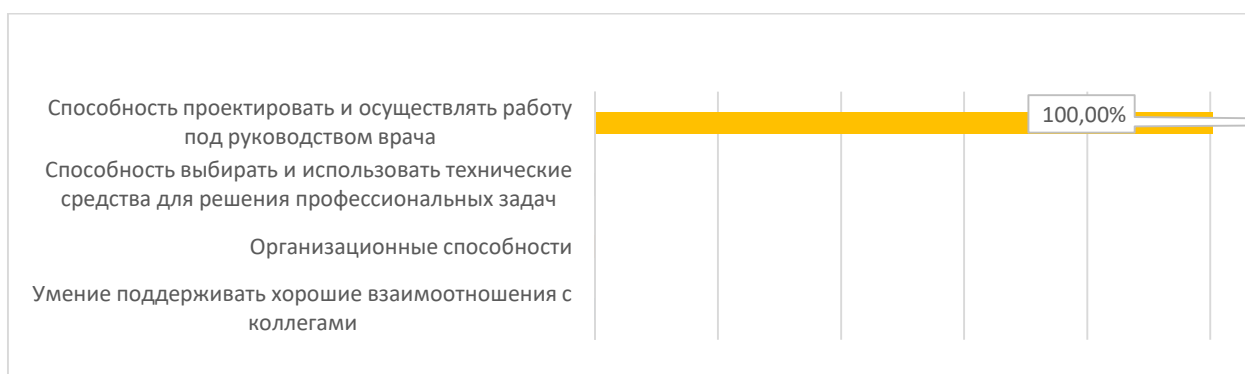 Способность проектировать и осуществлять работу
под руководством врача
100,00%
Способность выбирать и использовать технические
средства для решения профессиональных задач
Организационные способности
Умение поддерживать хорошие взаимоотношения с
коллегами